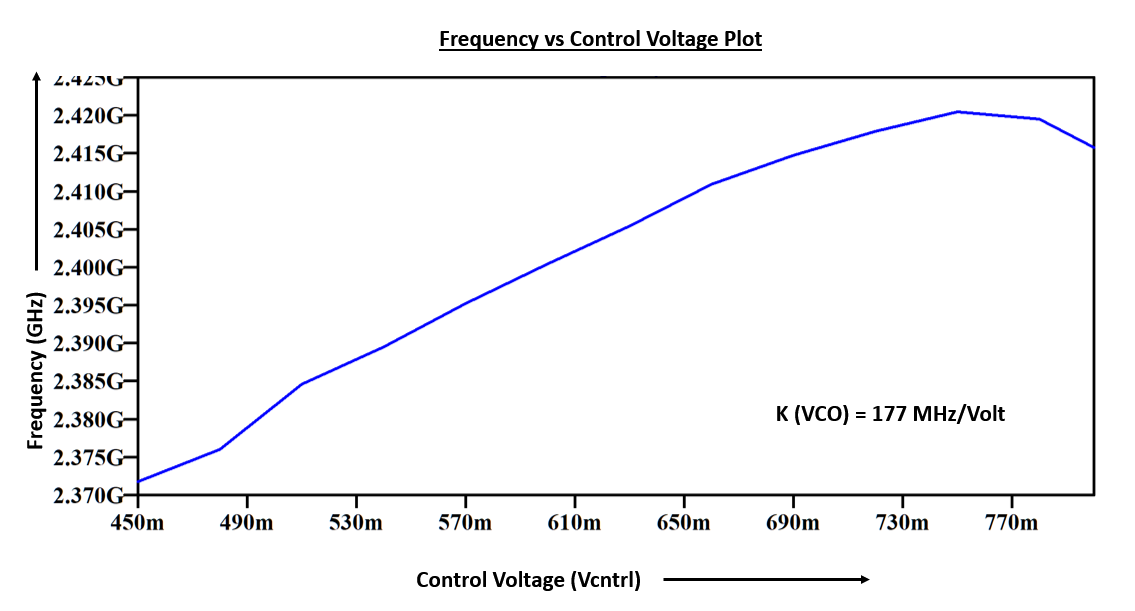 Frequency vs Control Voltage Plot
2.425G
2.420G
2.415G
2.410G
2.405G
2.400G
2.395G
2.390G
2.385G
2.380G
2.375G
2.370G
Frequency (GHz)
K (VCO) = 177 MHz/Volt
450m 490m 530m 570m 610m 650m 690m 730m 770m
Control Voltage (Vcntrl)